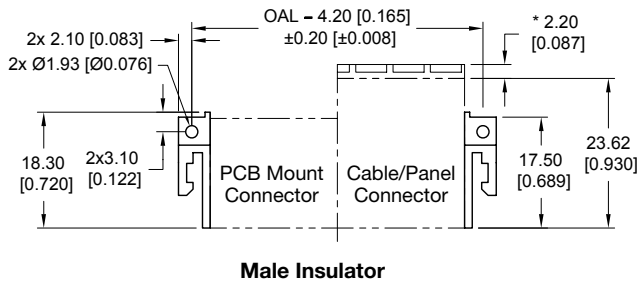 OAL – 4.20 [0.165]
±0.20 [±0.008]
2x 2.10 [0.083]
2x Ø1.93 [Ø0.076]
* 2.20
[0.087]
18.30
[0.720]
2x3.10
[0.122]
PCB Mount
Connector
Cable/Panel
Connector
17.50
[0.689]
23.62
[0.930]
Male Insulator